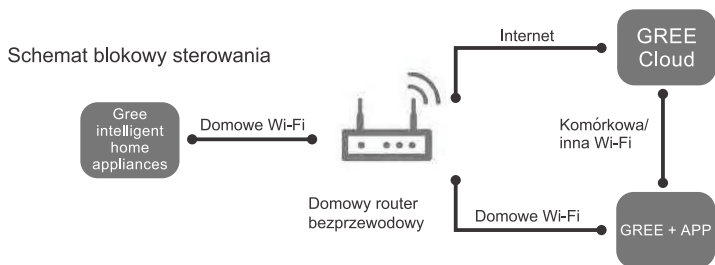 Schemat blokowy sterowania
Gree
intelligent
home
appliances
Domowe Wi-Fi
Domowy router
bezprzewodowy
Internet
GREE
Cloud
Komórkowa/
inna Wi-Fi
Domowe Wi-Fi
GREE + APP